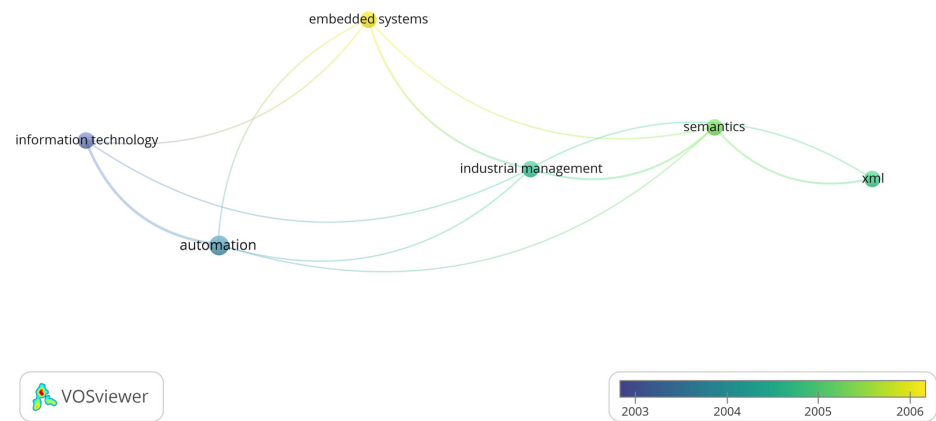 embedded systems
information technology
semantics
industrial management
xml
automation
VOSviewer
2003 2004 2005 2006